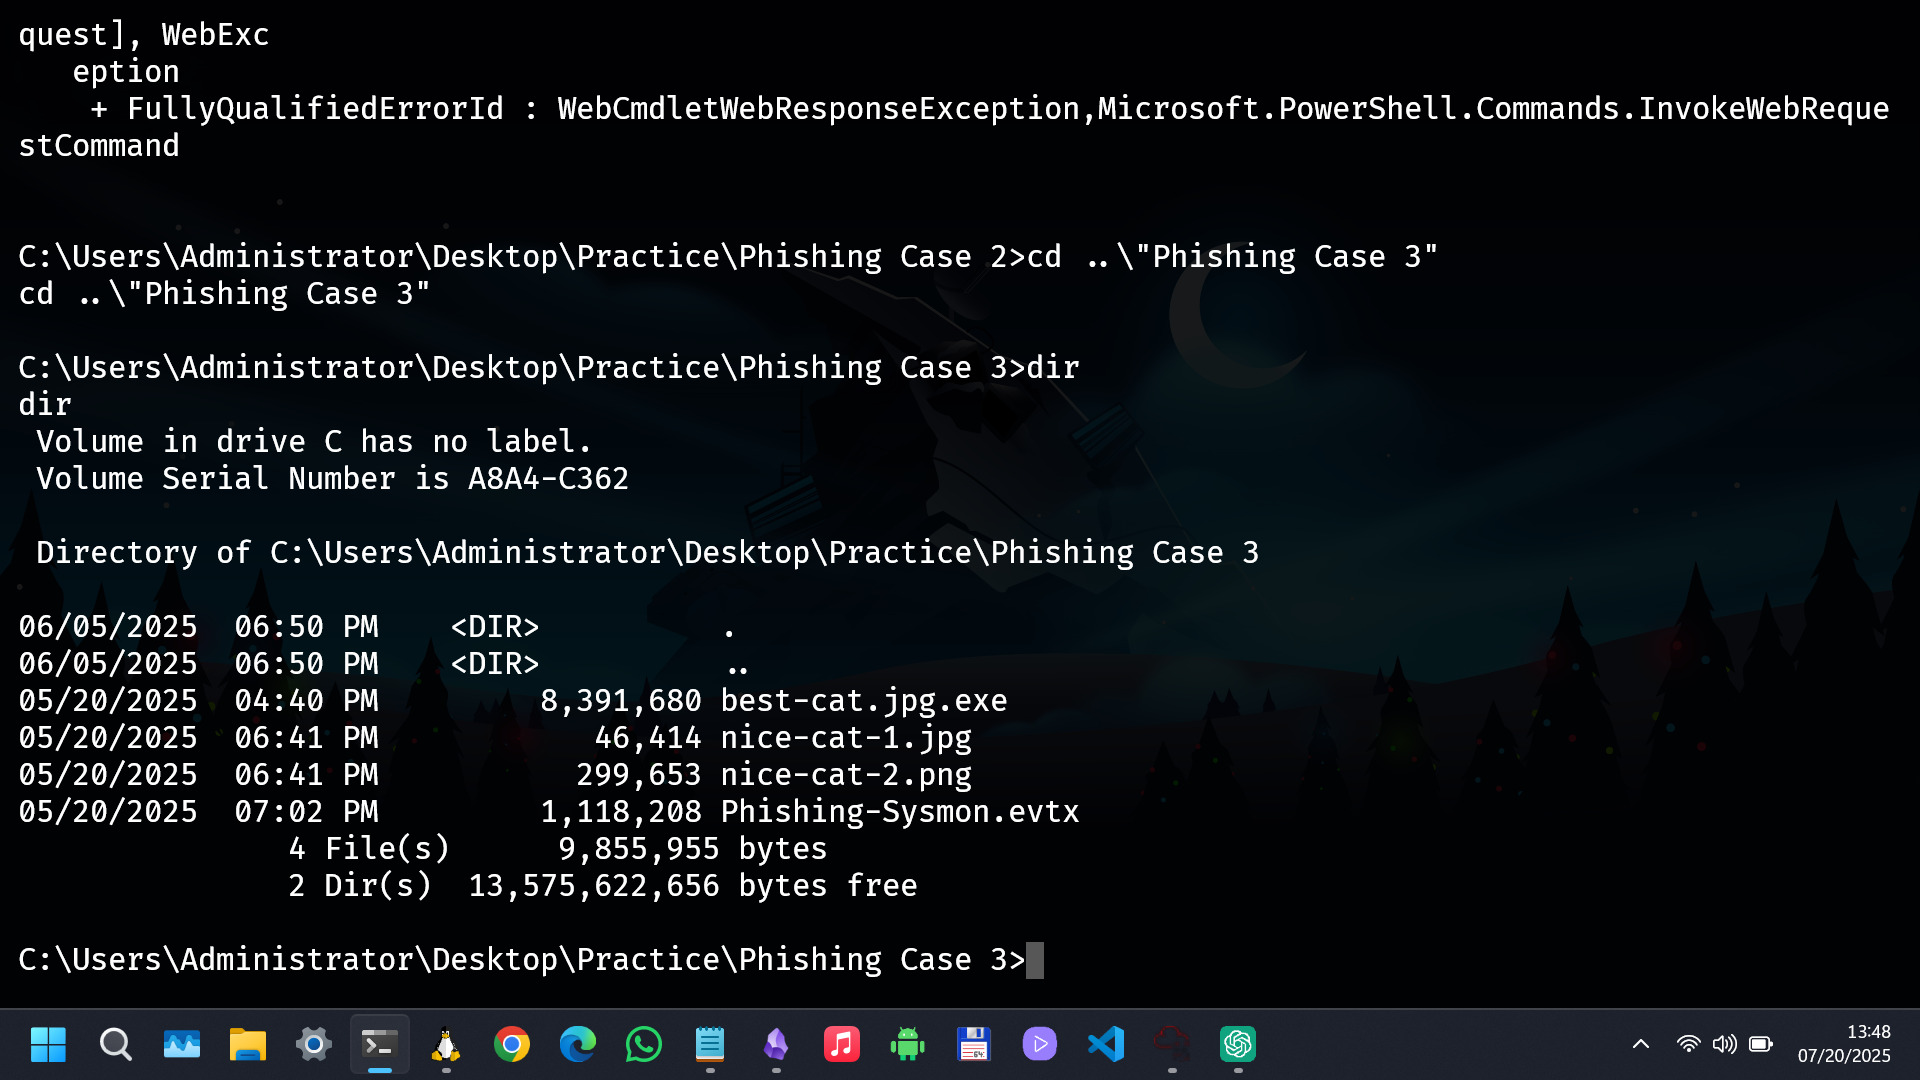 quest], WebExc
   eption
    + FullyQualifiedErrorId : WebCmdletWebResponseException,Microsoft.PowerShell.Commands.InvokeWebReque
stCommand
C:\Users\Administrator\Desktop\Practice\Phishing Case 2>cd ..\"Phishing Case 3"
cd ..\"Phishing Case 3"
C:\Users\Administrator\Desktop\Practice\Phishing Case 3>dir
dir
 Volume in drive C has no label.
 Volume Serial Number is A8A4-C362
 Directory of C:\Users\Administrator\Desktop\Practice\Phishing Case 3
06/05/2025  06:50 PM    <DIR>          .
06/05/2025  06:50 PM    <DIR>          ..
05/20/2025  04:40 PM         8,391,680 best-cat.jpg.exe
05/20/2025  06:41 PM            46,414 nice-cat-1.jpg
05/20/2025  06:41 PM           299,653 nice-cat-2.png
05/20/2025  07:02 PM         1,118,208 Phishing-Sysmon.evtx
               4 File(s)      9,855,955 bytes
               2 Dir(s)  13,575,622,656 bytes free
C:\Users\Administrator\Desktop\Practice\Phishing Case 3>
13:48
07/20/2025